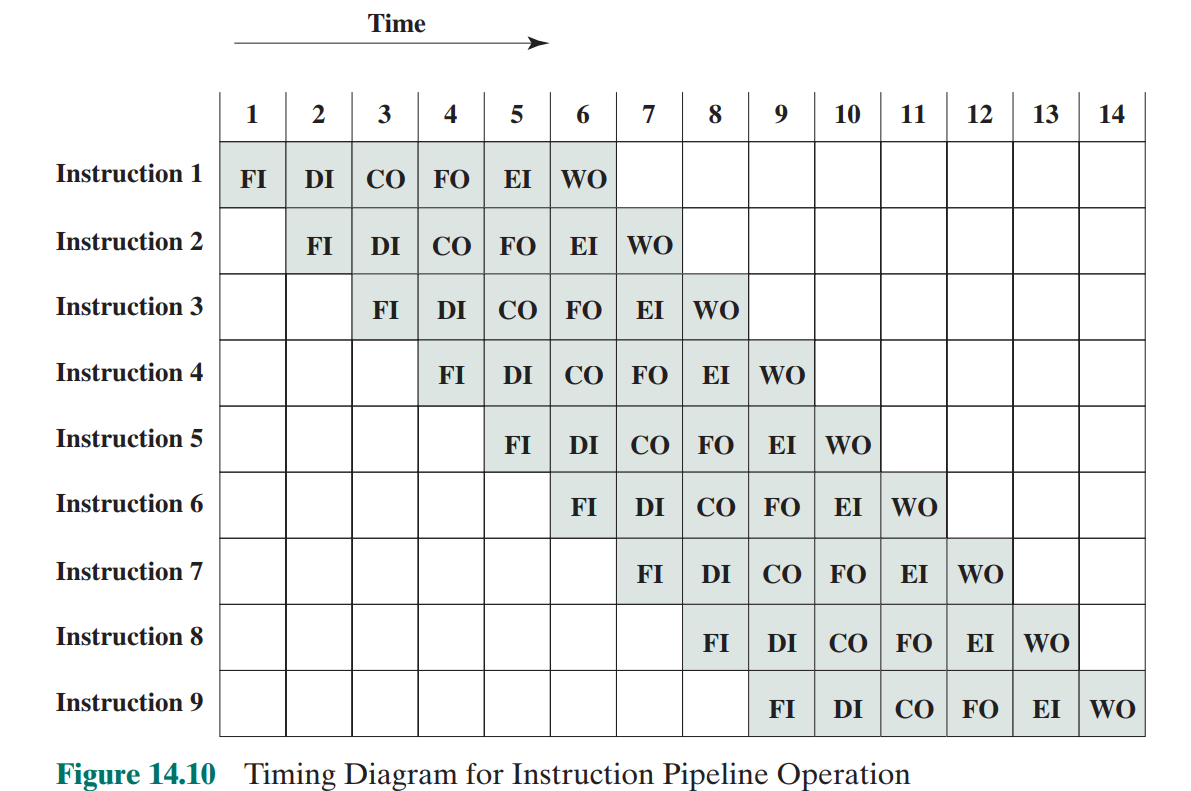 Time
1 2 3 4 5 6 7 8 9 10 11 12 13 14
Instruction 1 FI DI CO FO EI WO
Instruction 2 FI DI CO FO EI WO
Instruction 3 FI DI CO FO EI WO
Instruction 4 FI DI CO FO EI WO
Instruction 5 FI DI CO FO EI WO
Instruction 6 FI DI CO FO EI WO
Instruction 7 FI DI CO FO EI WO
Instruction 8 FI DI CO FO EI WO
Instruction 9 FI DI CO FO EI WO
Figure 14.10 Timing Diagram for Instruction Pipeline Operation